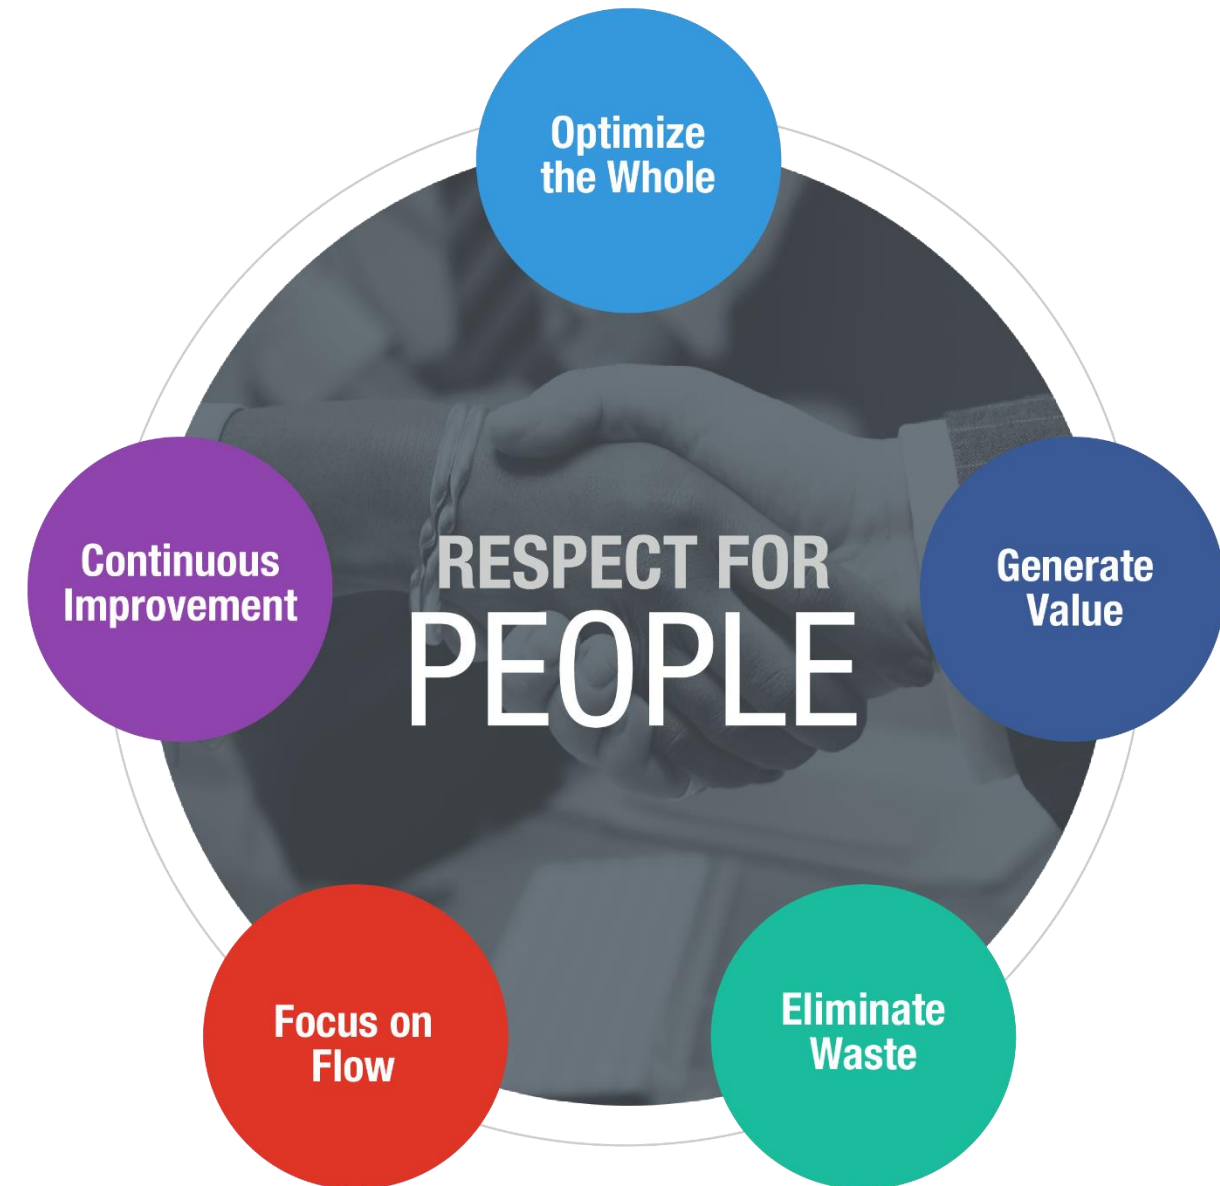 Optimize
the Whole
Generate
Value
Eliminate
Waste
Focus on
Flow
Continuous
Improvement
RESPECT FOR
PEOPLE